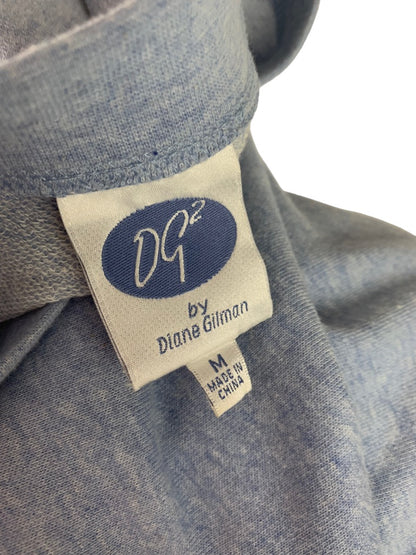 DG²
by
Diane Gilman
M
MADE IN
CHINA